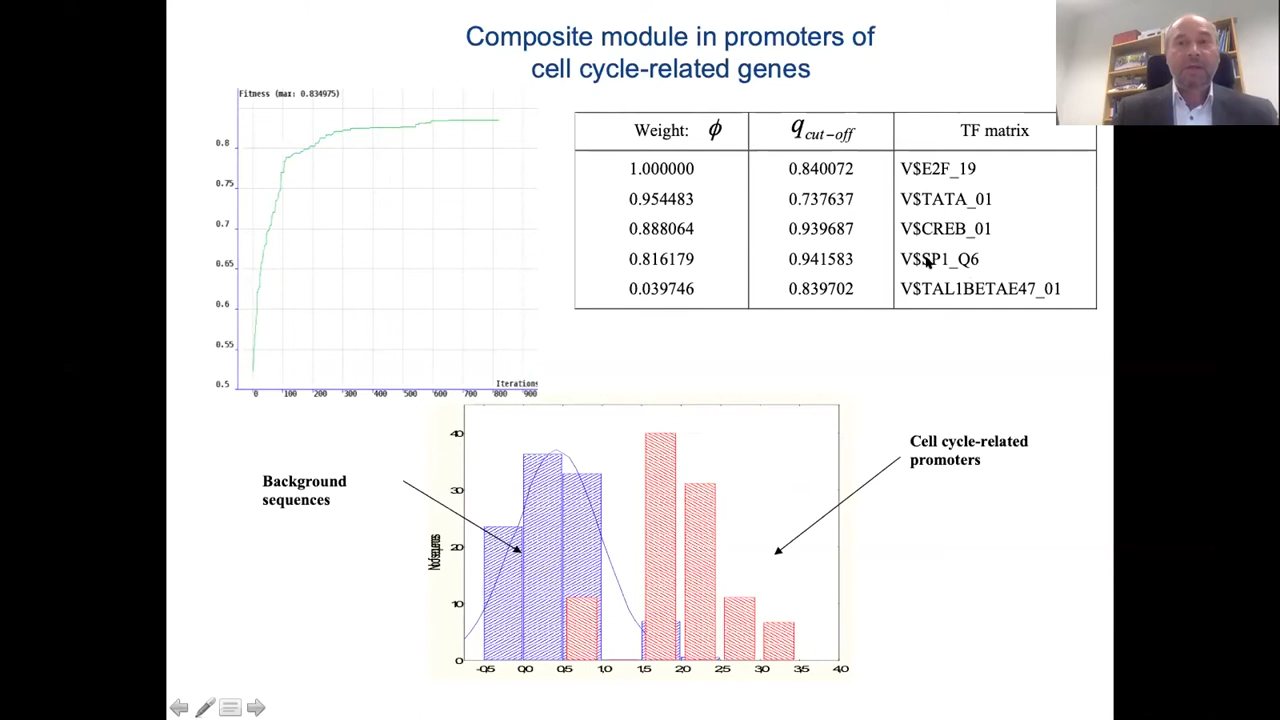 Composite module in promoters of
cell cycle-related genes
Fitness (max: 0.834975)
0.8
0.75
0.7
0.65
0.6
0.55
0.5
Iterations
0 100 200 300 400 500 600 700 800 900
Weight: ϕ q cut-off TF matrix
1.000000 0.840072 V$E2F_19
0.954483 0.737637 V$TATA_01
0.888064 0.939687 V$CREB_01
0.816179 0.941583 V$SP1_Q6
0.039746 0.839702 V$TAL1BETAE47_01
Background
sequences
Cell cycle-related
promoters
40
30
20
10
0
-0,5 0,0 0,5 1,0 1,5 2,0 2,5 3,0 3,5 4,0